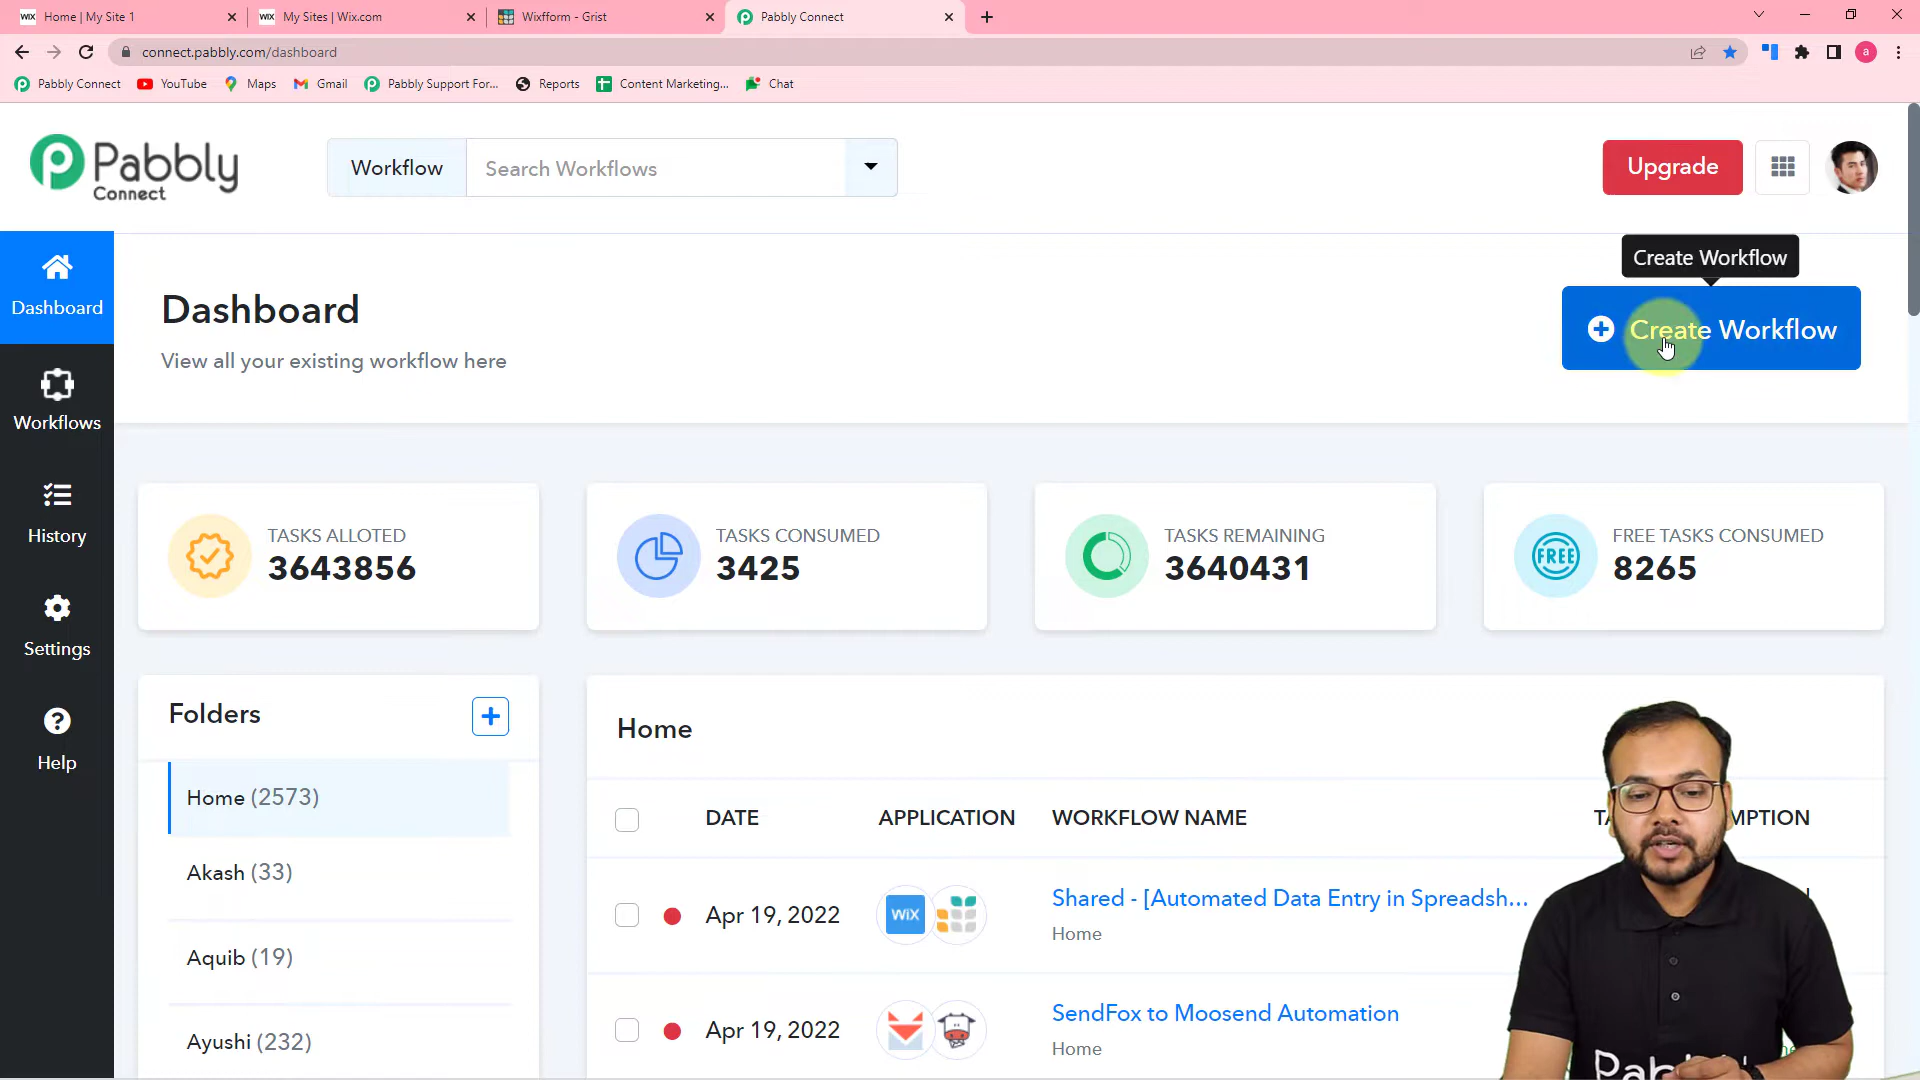 Home | My Site 1
My Sites | Wix.com
Wixfform - Grist
Pabbly Connect
connect.pabbly.com/dashboard
Pabbly Connect
YouTube
Maps
Gmail
Pabbly Support For...
Reports
Content Marketing...
Chat
a
Pabbly
Connect
Workflow
Search Workflows
Upgrade
Create Workflow
Create Workflow
Dashboard
View all your existing workflow here
Dashboard
Workflows
History
Settings
Help
TASKS ALLOTED
3643856
TASKS CONSUMED
3425
TASKS REMAINING
3640431
FREE
FREE TASKS CONSUMED
8265
Folders
Home (2573)
Akash (33)
Aquib (19)
Ayushi (232)
Home
DATE
APPLICATION
WORKFLOW NAME
Apr 19, 2022
WiX
Shared - [Automated Data Entry in Spreadsh...
Home
Apr 19, 2022
SendFox to Moosend Automation
Home